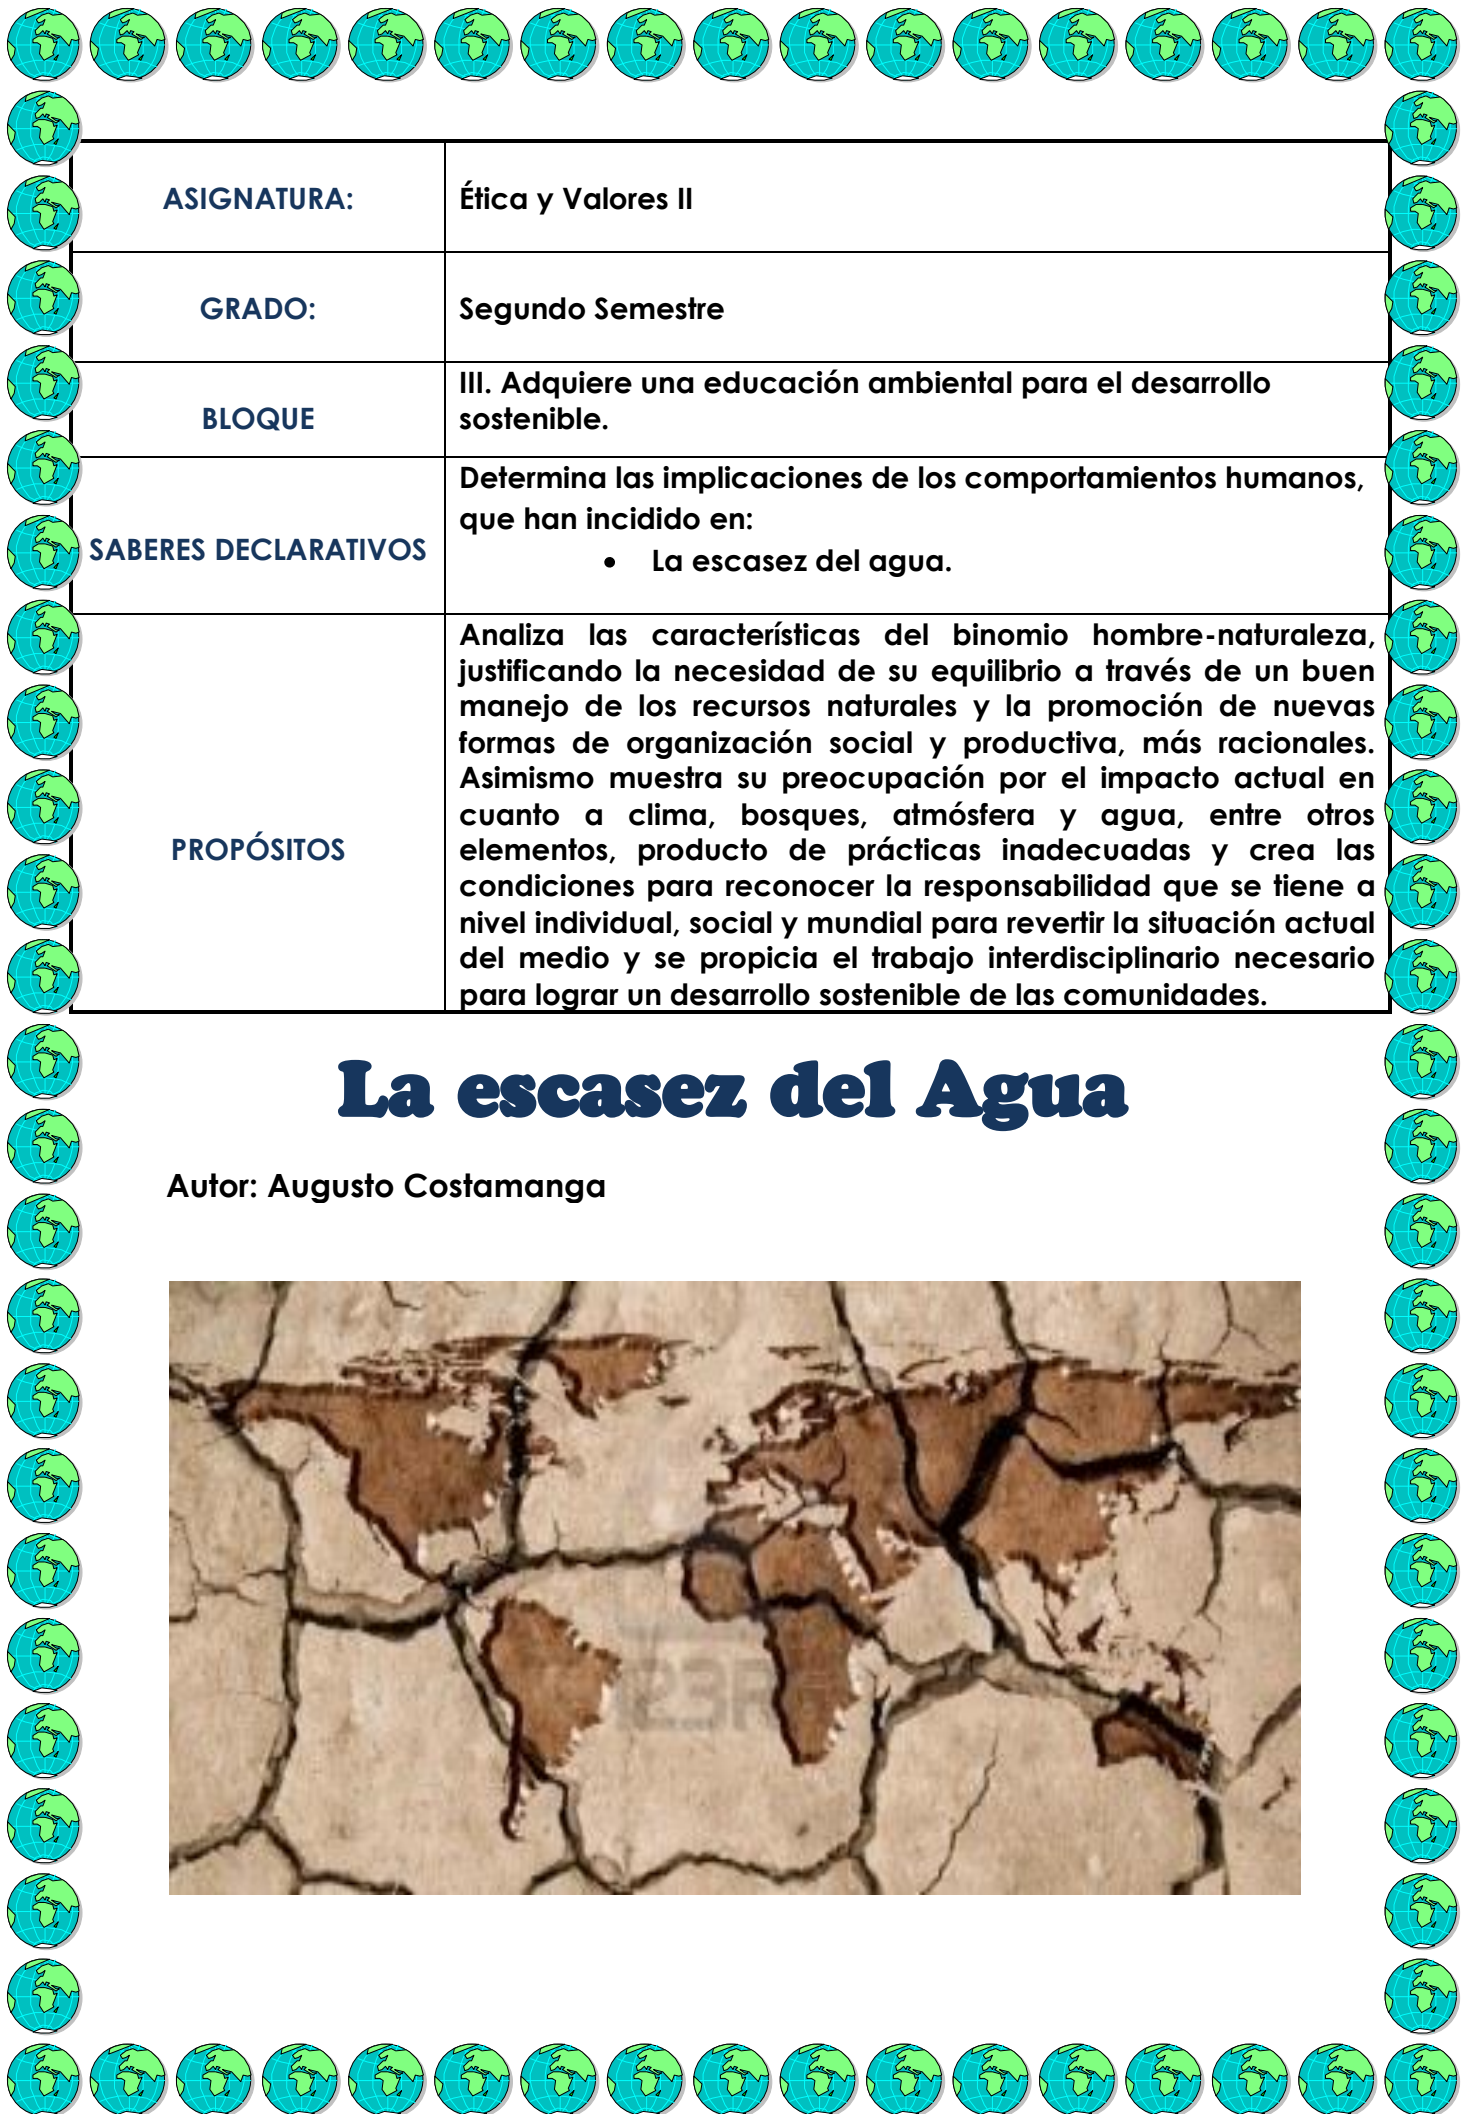 ASIGNATURA:
Ética y Valores II
GRADO:
Segundo Semestre
BLOQUE
III. Adquiere una educación ambiental para el desarrollo
sostenible.
SABERES DECLARATIVOS
Determina las implicaciones de los comportamientos humanos,
que han incidido en:
• La escasez del agua.
PROPÓSITOS
Analiza las características del binomio hombre-naturaleza,
justificando la necesidad de su equilibrio a través de un buen
manejo de los recursos naturales y la promoción de nuevas
formas de organización social y productiva, más racionales.
Asimismo muestra su preocupación por el impacto actual en
cuanto a clima, bosques, atmósfera y agua, entre otros
elementos, producto de prácticas inadecuadas y crea las
condiciones para reconocer la responsabilidad que se tiene a
nivel individual, social y mundial para revertir la situación actual
del medio y se propicia el trabajo interdisciplinario necesario
para lograr un desarrollo sostenible de las comunidades.
La escasez del Agua
Autor: Augusto Costamanga